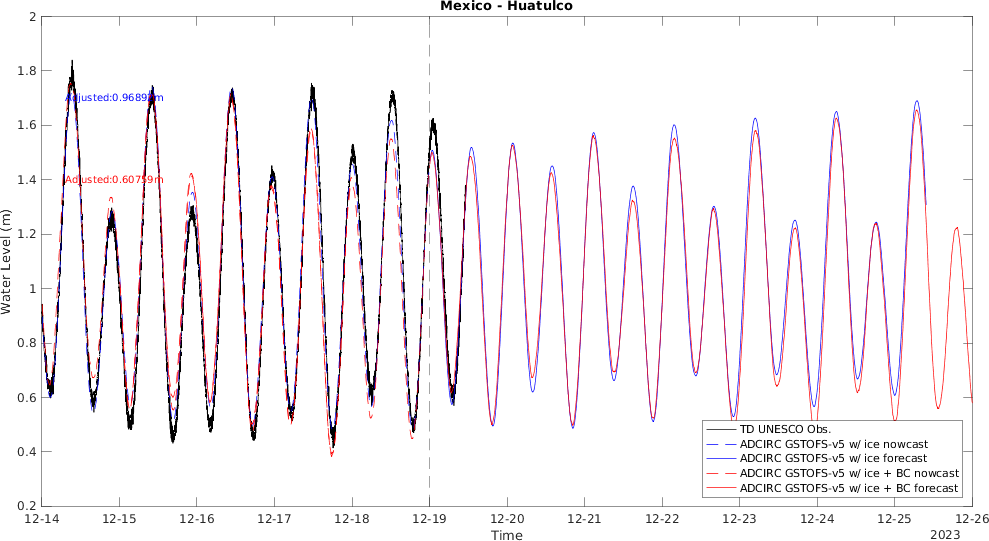 Mexico - Huatulco
Water Level (m)
2
1.8
1.6
1.4
1.2
1
0.8
0.6
0.4
0.2
Adjusted:0.9689 m
Adjusted:0.60759m
TD UNESCO Obs.
ADCIRC GSTOFS-v5 w/ ice nowcast
ADCIRC GSTOFS-v5 w/ ice forecast
ADCIRC GSTOFS-v5 w/ ice + BC nowcast
ADCIRC GSTOFS-v5 w/ ice + BC forecast
12-14 12-15 12-16 12-17 12-18 12-19 12-20 12-21 12-22 12-23 12-24 12-25 12-26
Time
2023